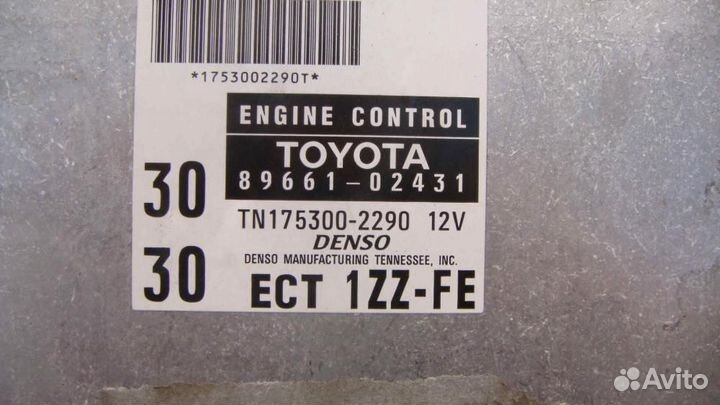 *1753002290T*
ENGINE CONTROL
TOYOTA
89661-02431
30
TN175300-2290 12V
DENSO
30
DENSO MANUFACTURING TENNESSEE, INC.
ECT 1ZZ-FE
Avito